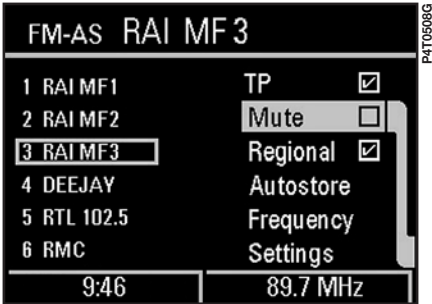 FM-AS RAI MF3
1 RAI MF1
2 RAI MF2
3 RAI MF3
4 DEEJAY
5 RTL 102.5
6 RMC
TP
Mute
Regional
Autostore
Frequency
Settings
9:46
89.7 MHz
P4T0508G